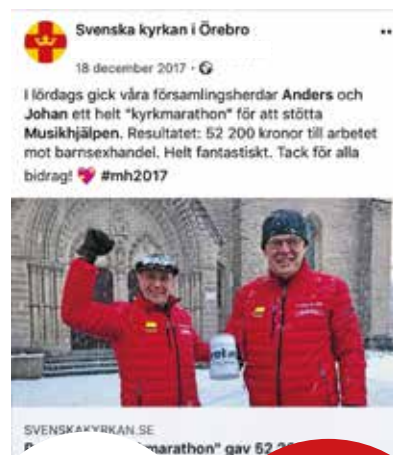 Svenska kyrkan i Örebro
18 december 2017 ·
I lördags gick våra församlingsherdar Anders och
Johan ett helt "kyrkmarathon" för att stötta
Musikhjälpen. Resultatet: 52 200 kronor till arbetet
mot barnsexhandel. Helt fantastiskt. Tack för alla
bidrag! 💖 #mh2017
SVENSKAKYRKAN.SE
marathon" gav 52